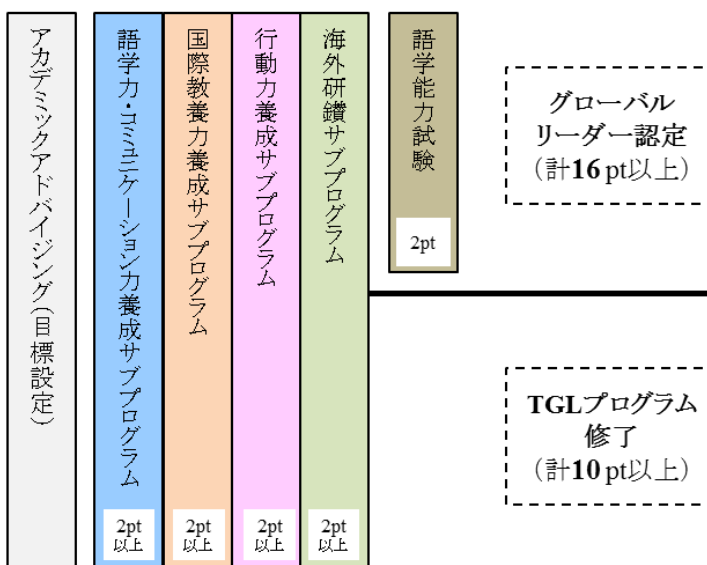 アカデミックアドバイジング(目標設定)
語学力・コミュニケーション力養成サブプログラム
2pt
以上
国際教養力養成サブプログラム
2pt
以上
行動力養成サブプログラム
2pt
以上
海外研鑽サブプログラム
2pt
以上
語学能力試験
2pt
グローバル
リーダー認定
(計16 pt以上)
TGLプログラム
修了
(計10 pt以上)